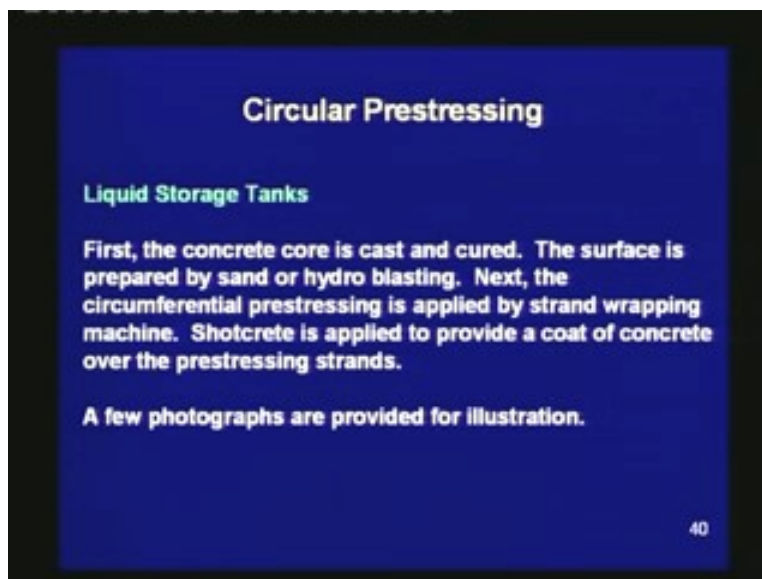 Circular Prestressing
Liquid Storage Tanks
First, the concrete core is cast and cured. The surface is
prepared by sand or hydro blasting. Next, the
circumferential prestressing is applied by strand wrapping
machine. Shotcrete is applied to provide a coat of concrete
over the prestressing strands.
A few photographs are provided for illustration.
40